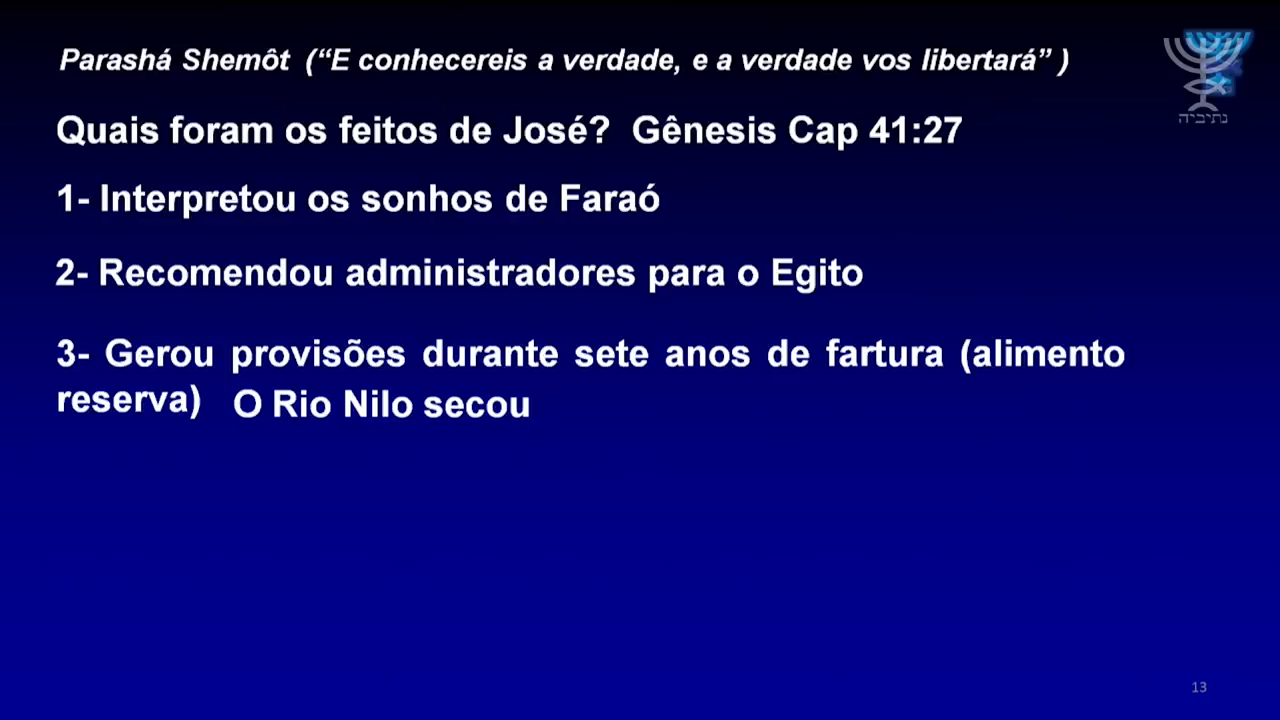 Parashá Shemôt (“E conhecereis a verdade, e a verdade vos libertará” )
נתיביה
Quais foram os feitos de José? Gênesis Cap 41:27
1- Interpretou os sonhos de Faraó
2- Recomendou administradores para o Egito
3- Gerou provisões durante sete anos de fartura (alimento
reserva) O Rio Nilo secou
13